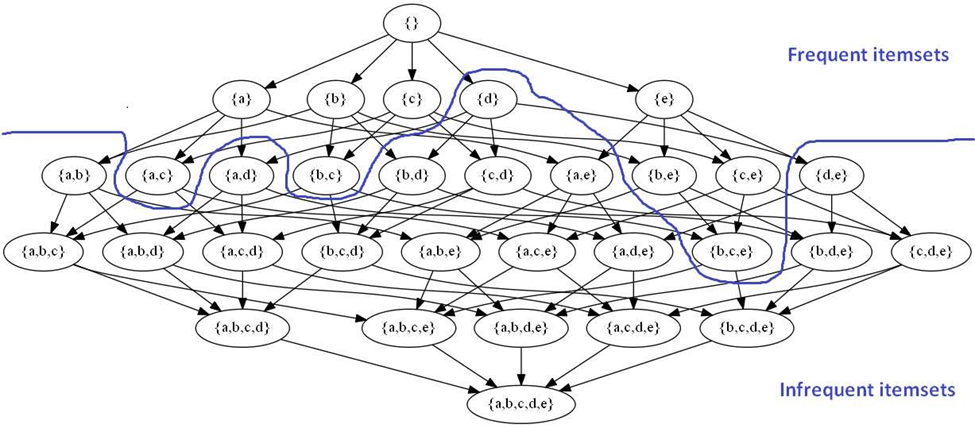 {}
Frequent itemsets
{a} {b} {c} {d} {e}
{a,b} {a,c} {a,d} {b,c} {b,d} {c,d} {a,e} {b,e} {c,e} {d,e}
{a,b,c} {a,b,d} {a,c,d} {b,c,d} {a,b,e} {a,c,e} {a,d,e} {b,c,e} {b,d,e} {c,d,e}
{a,b,c,d} {a,b,c,e} {a,b,d,e} {a,c,d,e} {b,c,d,e}
Infrequent itemsets
{a,b,c,d,e}